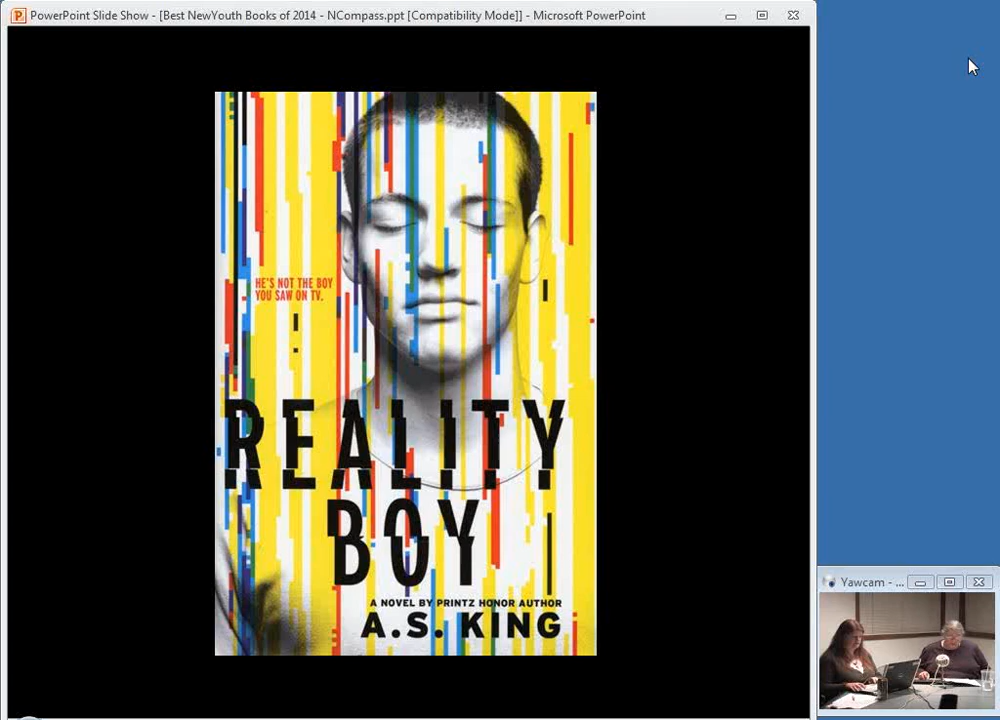 PowerPoint Slide Show - [Best NewYouth Books of 2014 - NCompass.ppt [Compatibility Mode]] - Microsoft PowerPoint
HE'S NOT THE BOY
YOU SAW ON TV.
REALITY
BOY
A NOVEL BY PRINTZ HONOR AUTHOR
A.S. KING
Yawcam - ...